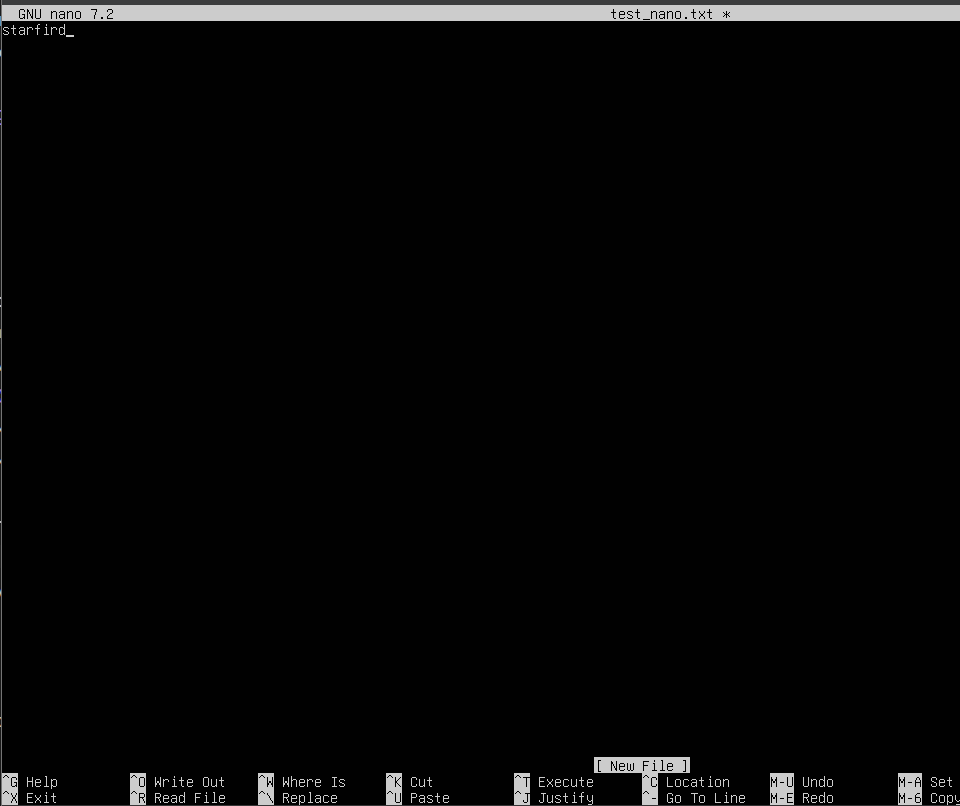 GNU nano 7.2 test_nano.txt *
starfird_
[ New File ]
^G Help ^O Write Out ^W Where Is ^K Cut ^T Execute ^C Location M-U Undo M-A Set
^X Exit ^R Read File ^\ Replace ^U Paste ^J Justify ^- Go To Line M-E Redo M-6 Copy